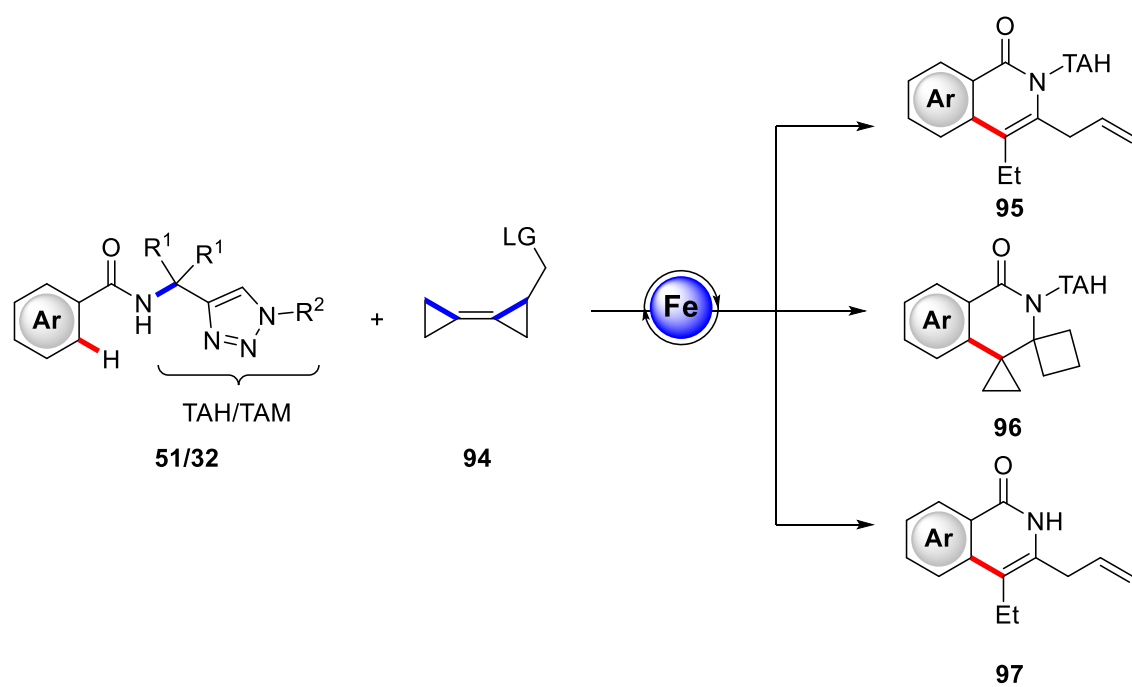 O
R¹
R¹
N
H
N
N
N
R²
Ar
H
TAH/TAM
51/32
+
LG
94
Fe
O
N
TAH
Ar
Et
95
O
N
TAH
Ar
96
O
NH
Ar
Et
97